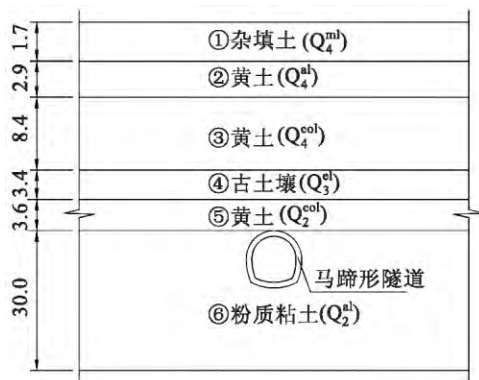 1.7
①杂填土(Q₄ᵐˡ)
2.9
②黄土(Q₄ᵃˡ)
8.4
③黄土(Q₄ᵉᵒˡ)
3.4
④古土壤(Q₃ᵉˡ)
3.6
⑤黄土(Q₂ᵉᵒˡ)
马蹄形隧道
30.0
⑥粉质粘土(Q₂ᵃˡ)